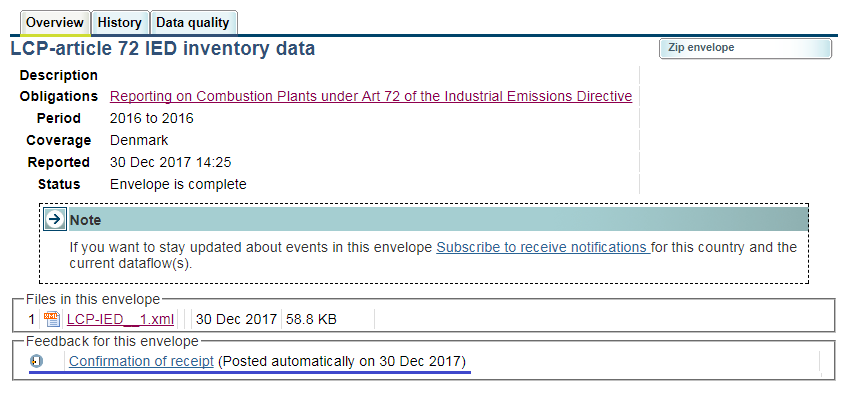 Overview History Data quality
LCP-article 72 IED inventory data
Zip envelope
Description
Obligations Reporting on Combustion Plants under Art 72 of the Industrial Emissions Directive
Period 2016 to 2016
Coverage Denmark
Reported 30 Dec 2017 14:25
Status Envelope is complete
Note
If you want to stay updated about events in this envelope Subscribe to receive notifications for this country and the
current dataflow(s).
Files in this envelope
1 LCP-IED__1.xml 30 Dec 2017 58.8 KB
Feedback for this envelope
Confirmation of receipt (Posted automatically on 30 Dec 2017)